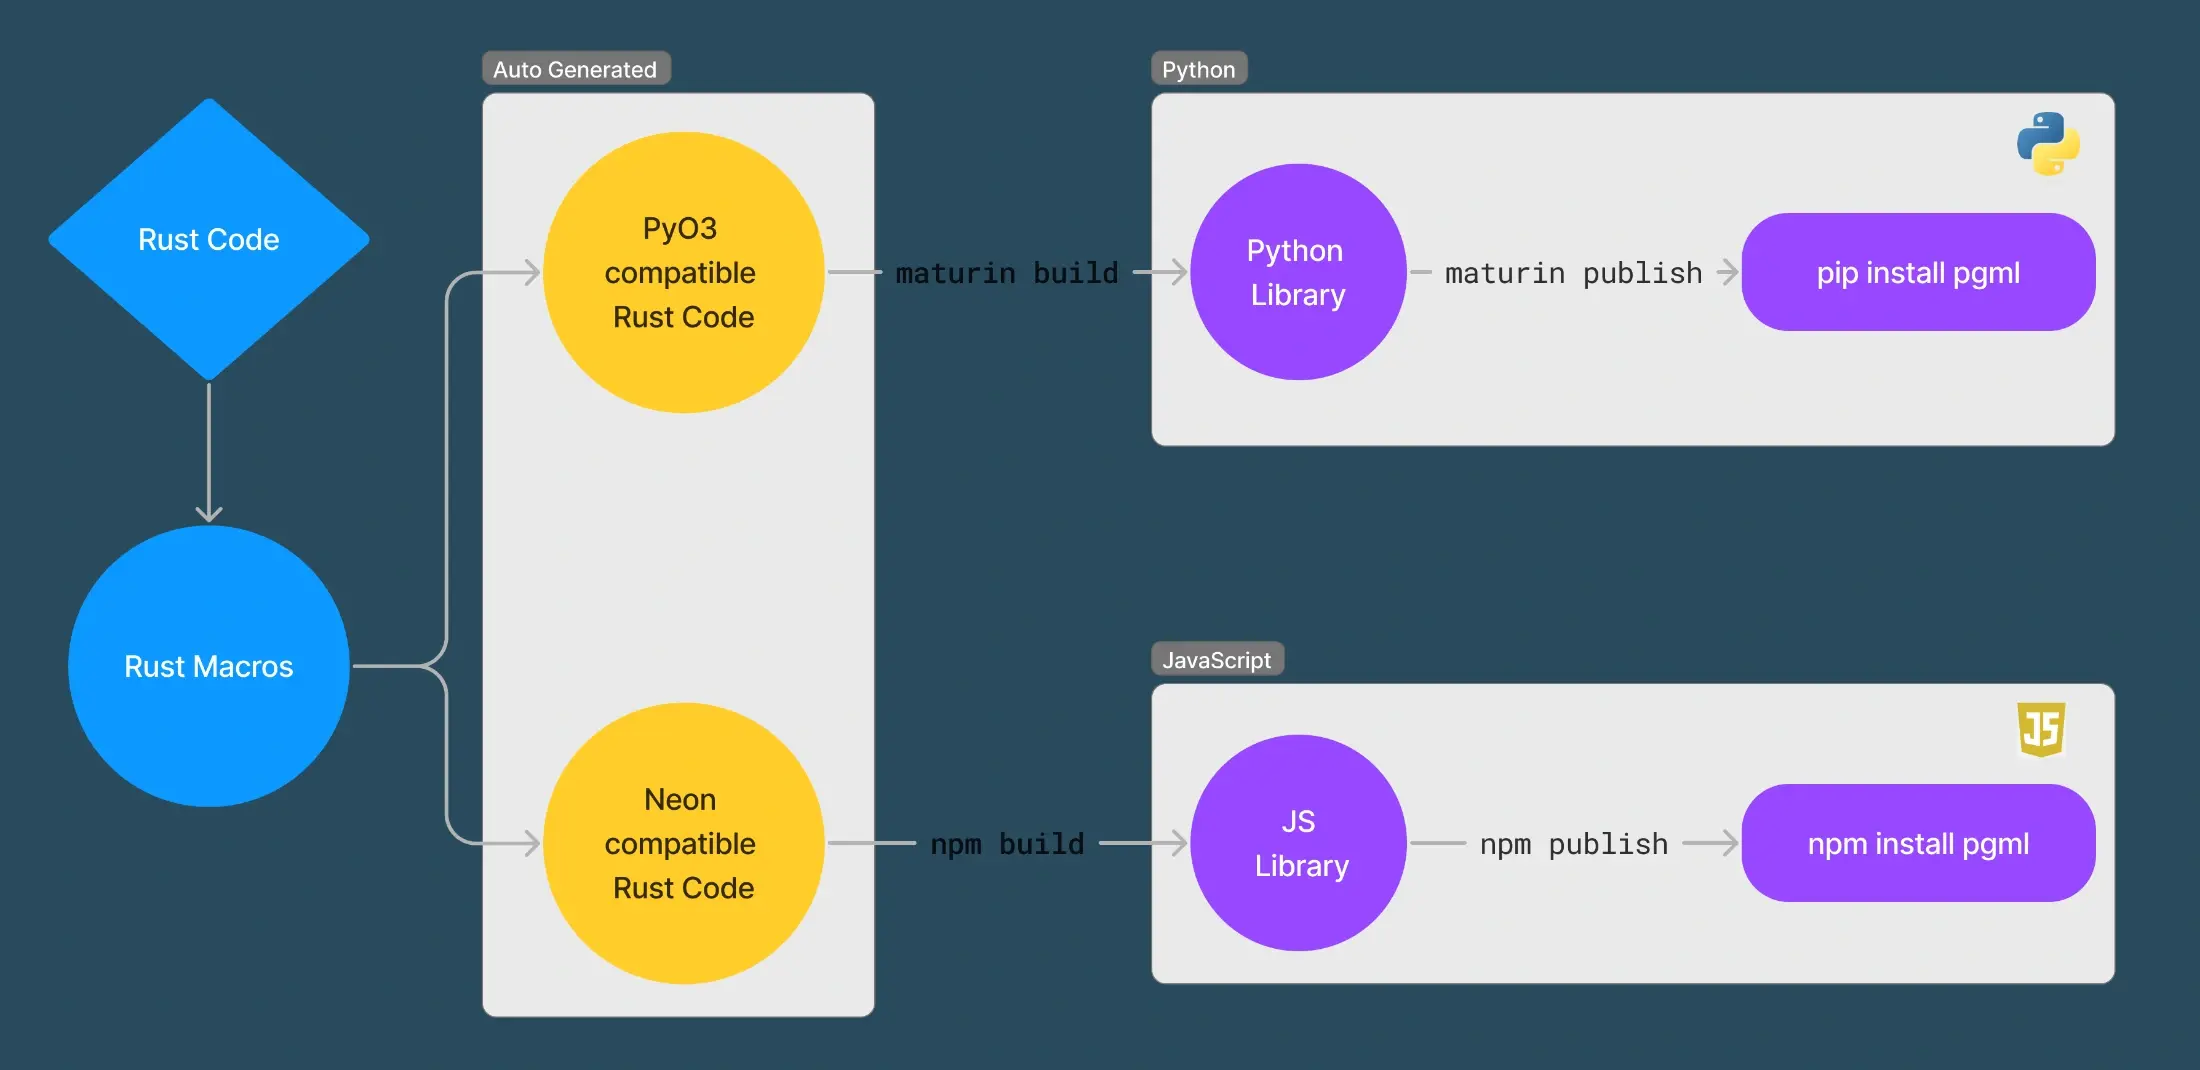 Auto Generated
Python
Rust Code
PyO3
compatible
Rust Code
maturin build
Python
Library
maturin publish
pip install pgml
Rust Macros
JavaScript
JS
Neon
compatible
Rust Code
npm build
JS
Library
npm publish
npm install pgml